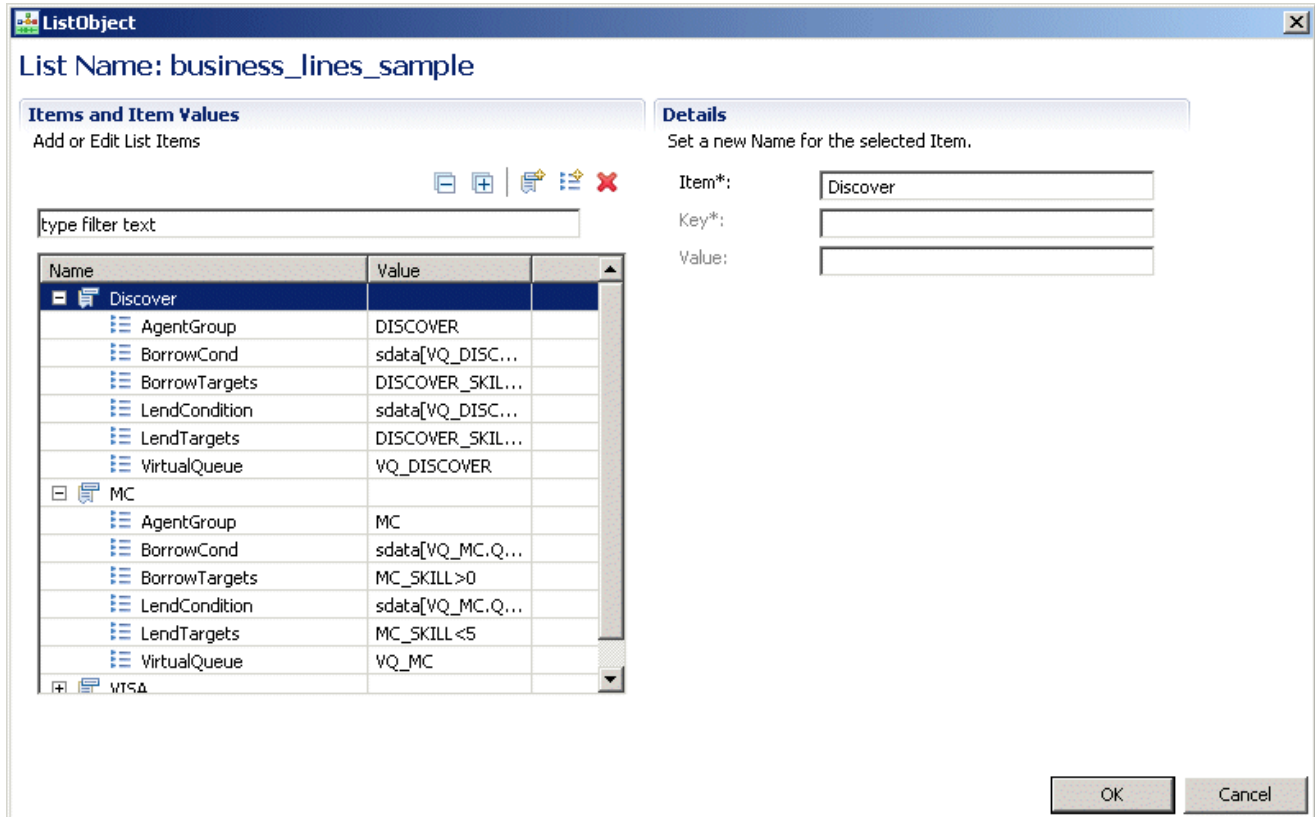 ListObject
List Name: business_lines_sample
Items and Item Values
Add or Edit List Items
type filter text
Name Value
Discover
AgentGroup DISCOVER
BorrowCond sdata[VQ_DISC...
BorrowTargets DISCOVER_SKIL...
LendCondition sdata[VQ_DISC...
LendTargets DISCOVER_SKIL...
VirtualQueue VQ_DISCOVER
MC
AgentGroup MC
BorrowCond sdata[VQ_MC.Q...
BorrowTargets MC_SKILL>0
LendCondition sdata[VQ_MC.Q...
LendTargets MC_SKILL<5
VirtualQueue VQ_MC
VISA
Details
Set a new Name for the selected Item.
Item*: Discover
Key*:
Value:
OK Cancel